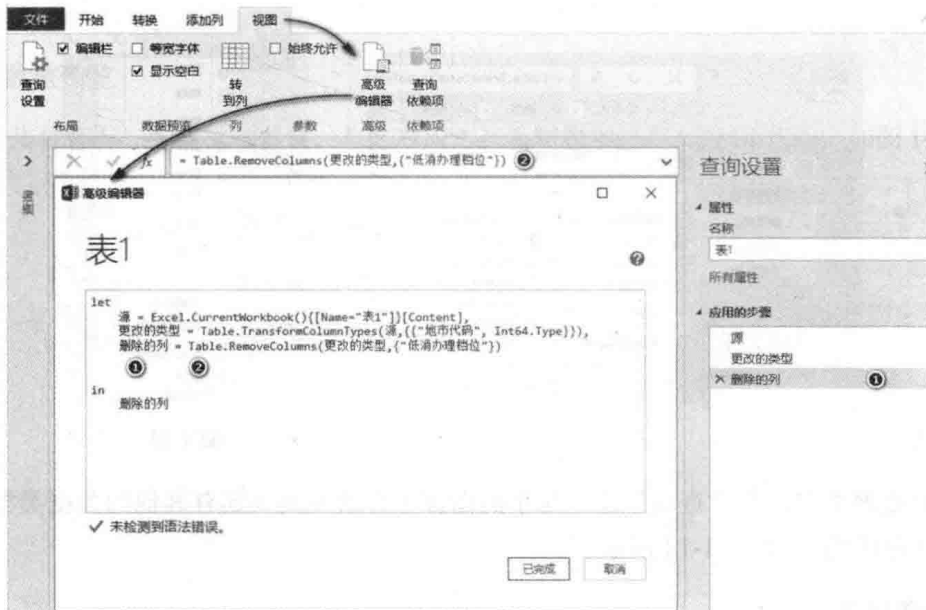 文件 开始 转换 添加列 视图
编辑栏 等宽字体 始终允许
显示空白
查询设置 转到列 高级编辑器 查询依赖项
布局 数据预览 列 参数 高级 依赖项
fx = Table.RemoveColumns(更改的类型,{"低消办理档位"}) ❷
查询
高级编辑器
表1
let
源 = Excel.CurrentWorkbook(){[Name="表1"]}[Content],
更改的类型 = Table.TransformColumnTypes(源,{{"地市代码", Int64.Type}}),
删除的列 = Table.RemoveColumns(更改的类型,{"低消办理档位"})
❶ ❷
in
删除的列
未检测到语法错误。
已完成 取消
查询设置
属性
名称
表1
所有属性
应用的步骤
源
更改的类型
删除的列 ❶